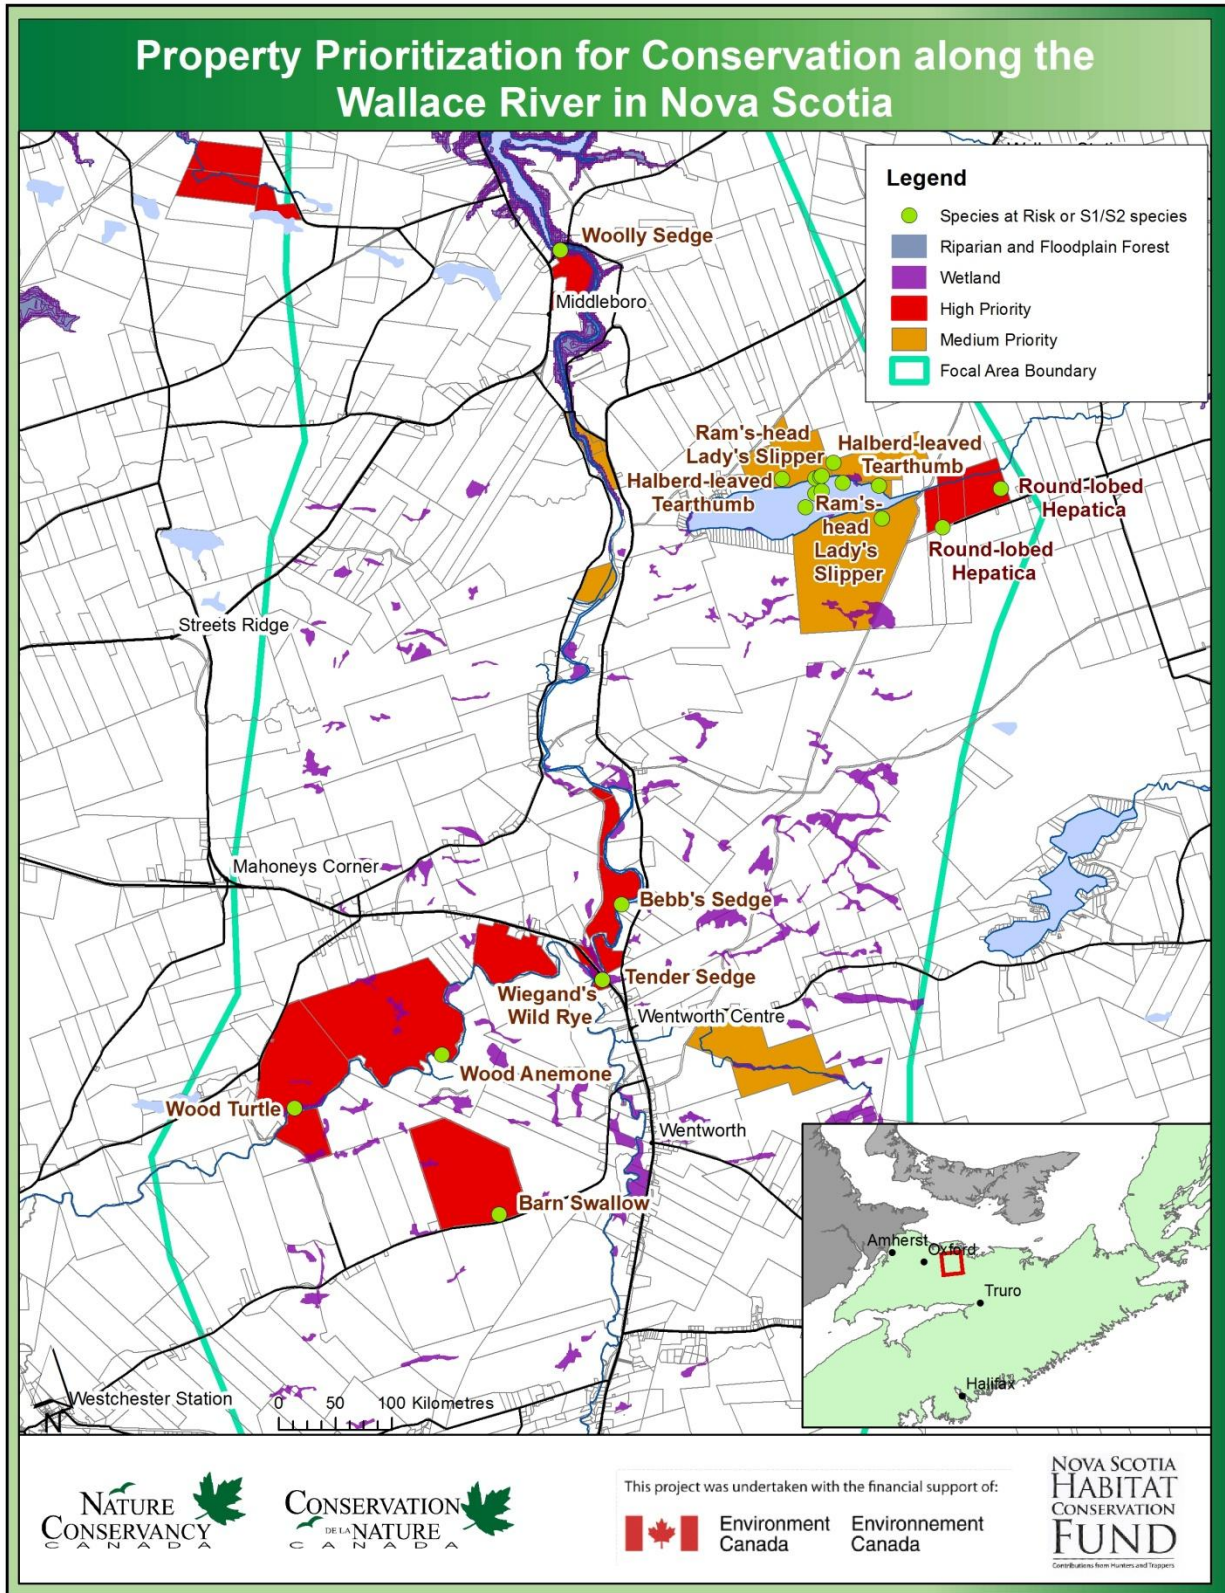 Property Prioritization for Conservation along the
Wallace River in Nova Scotia
Legend
Species at Risk or S1/S2 species
Riparian and Floodplain Forest
Wetland
High Priority
Medium Priority
Focal Area Boundary
Woolly Sedge
Middleboro
Ram's-head
Lady's Slipper
Halberd-leaved
Tearthumb
Halberd-leaved
Tearthumb
Ram's-
head
Lady's
Slipper
Round-lobed
Hepatica
Round-lobed
Hepatica
Streets Ridge
Mahoneys Corner
Bebb's Sedge
Tender Sedge
Wiegand's
Wild Rye
Wentworth Centre
Wood Anemone
Wood Turtle
Wentworth
Barn Swallow
Amherst
Oxford
Truro
Halifax
Westchester Station
N
0 50 100 Kilometres
NATURE
CONSERVANCY
CANADA
CONSERVATION
DE LA NATURE
CANADA
This project was undertaken with the financial support of:
Environment
Canada
Environnement
Canada
NOVA SCOTIA
HABITAT
CONSERVATION
FUND
Contributions from Hunters and Trappers